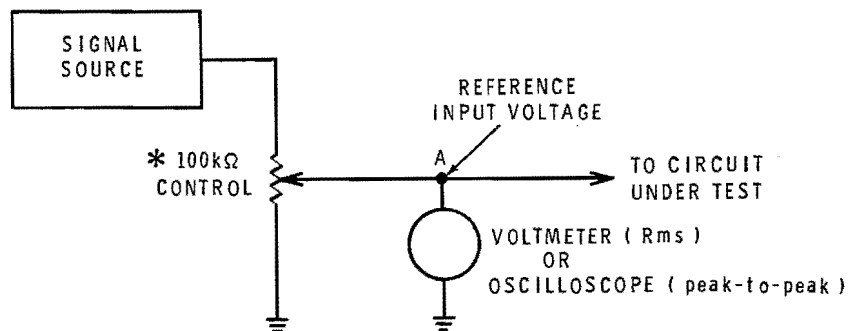 SIGNAL
SOURCE
REFERENCE
INPUT VOLTAGE
* 100kΩ
CONTROL
A
TO CIRCUIT
UNDER TEST
VOLTMETER ( Rms )
OR
OSCILLOSCOPE ( peak-to-peak )